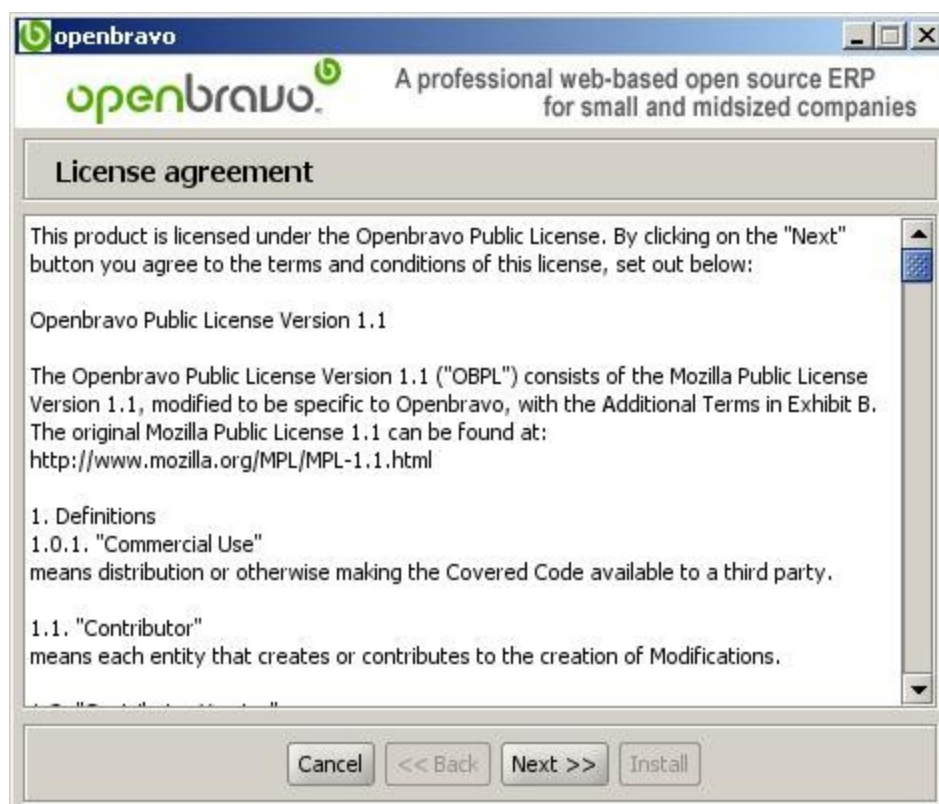 openbravo
openbravo.
A professional web-based open source ERP
for small and midsized companies
License agreement
This product is licensed under the Openbravo Public License. By clicking on the "Next"
button you agree to the terms and conditions of this license, set out below:
Openbravo Public License Version 1.1
The Openbravo Public License Version 1.1 ("OBPL") consists of the Mozilla Public License
Version 1.1, modified to be specific to Openbravo, with the Additional Terms in Exhibit B.
The original Mozilla Public License 1.1 can be found at:
http://www.mozilla.org/MPL/MPL-1.1.html
1. Definitions
1.0.1. "Commercial Use"
means distribution or otherwise making the Covered Code available to a third party.
1.1. "Contributor"
means each entity that creates or contributes to the creation of Modifications.
Cancel << Back Next >> Install